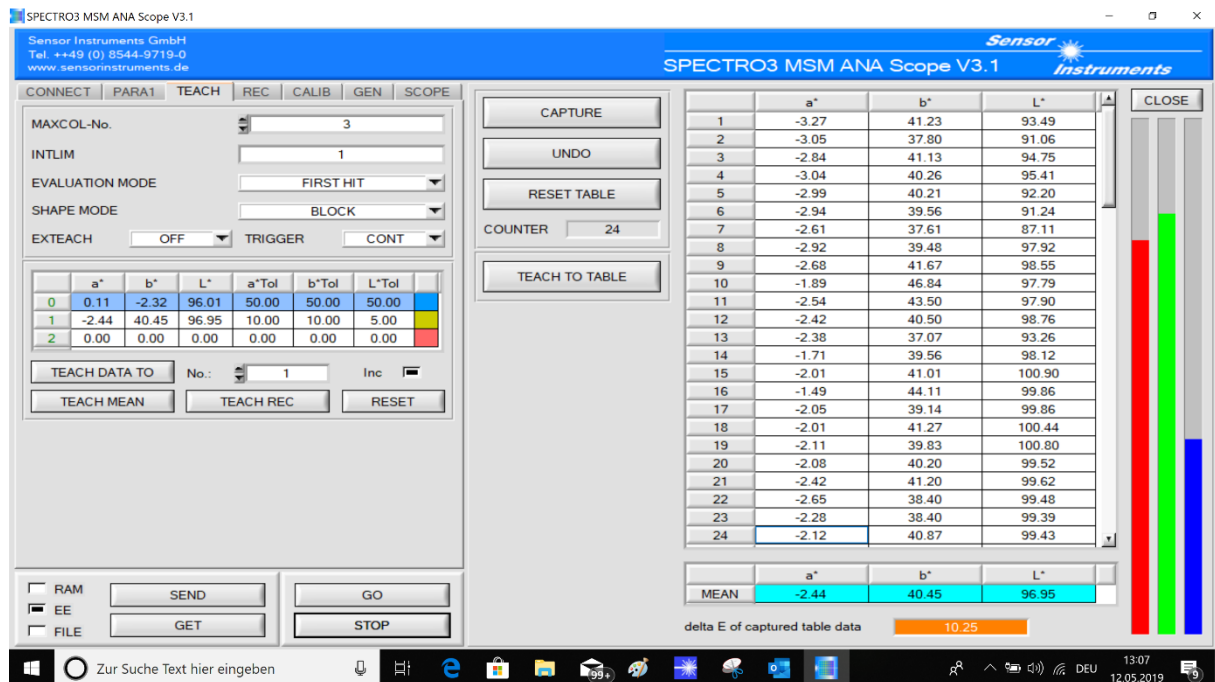 SPECTRO3 MSM ANA Scope V3.1
Sensor Instruments GmbH
Tel. ++49 (0) 8544-9719-0
www.sensorinstruments.de
Sensor
Instruments
SPECTRO3 MSM ANA Scope V3.1
CONNECT PARA1 TEACH REC CALIB GEN SCOPE
MAXCOL-No. 3
INTLIM 1
EVALUATION MODE FIRST HIT
SHAPE MODE BLOCK
EXTEACH OFF TRIGGER CONT
a* b* L* a*Tol b*Tol L*Tol
0 0.11 -2.32 96.01 50.00 50.00 50.00
1 -2.44 40.45 96.95 10.00 10.00 5.00
2 0.00 0.00 0.00 0.00 0.00 0.00
TEACH DATA TO No.: 1 Inc
TEACH MEAN TEACH REC RESET
RAM
EE
FILE
SEND GO
GET STOP
CAPTURE
UNDO
RESET TABLE
COUNTER 24
TEACH TO TABLE
CLOSE
a* b* L*
1 -3.27 41.23 93.49
2 -3.05 37.80 91.06
3 -2.84 41.13 94.75
4 -3.04 40.26 95.41
5 -2.99 40.21 92.20
6 -2.94 39.56 91.24
7 -2.61 37.61 87.11
8 -2.92 39.48 97.92
9 -2.68 41.67 98.55
10 -1.89 46.84 97.79
11 -2.54 43.50 97.90
12 -2.42 40.50 98.76
13 -2.38 37.07 93.26
14 -1.71 39.56 98.12
15 -2.01 41.01 100.90
16 -1.49 44.11 99.86
17 -2.05 39.14 99.86
18 -2.01 41.27 100.44
19 -2.11 39.83 100.80
20 -2.08 40.20 99.52
21 -2.42 41.20 99.62
22 -2.65 38.40 99.48
23 -2.28 38.40 99.39
24 -2.12 40.87 99.43
a* b* L*
MEAN -2.44 40.45 96.95
delta E of captured table data 10.25
Zur Suche Text hier eingeben
99+
DEU
13:07
12.05.2019
9